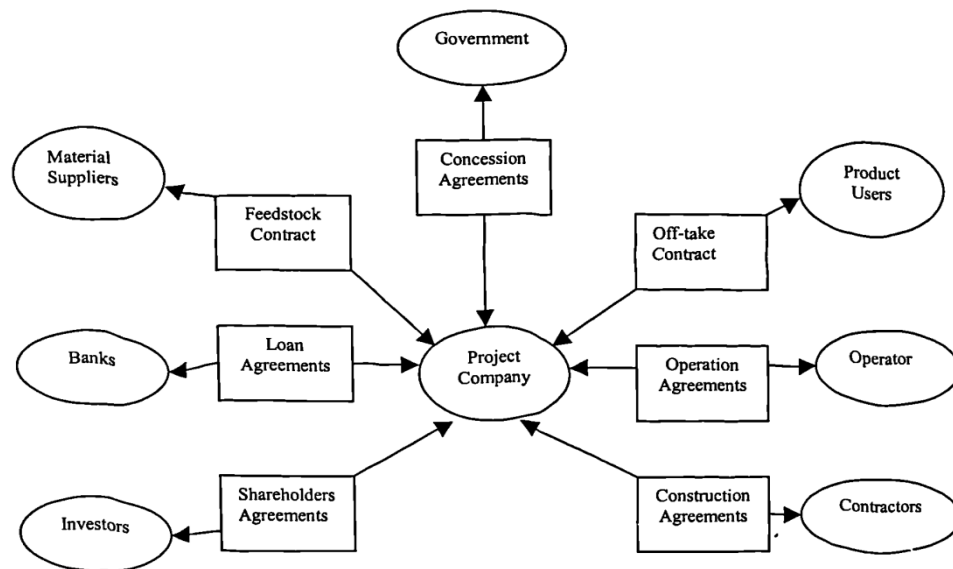 Government
Concession
Agreements
Material
Suppliers
Feedstock
Contract
Product
Users
Off-take
Contract
Banks
Loan
Agreements
Project
Company
Operation
Agreements
Operator
Investors
Shareholders
Agreements
Construction
Agreements
Contractors